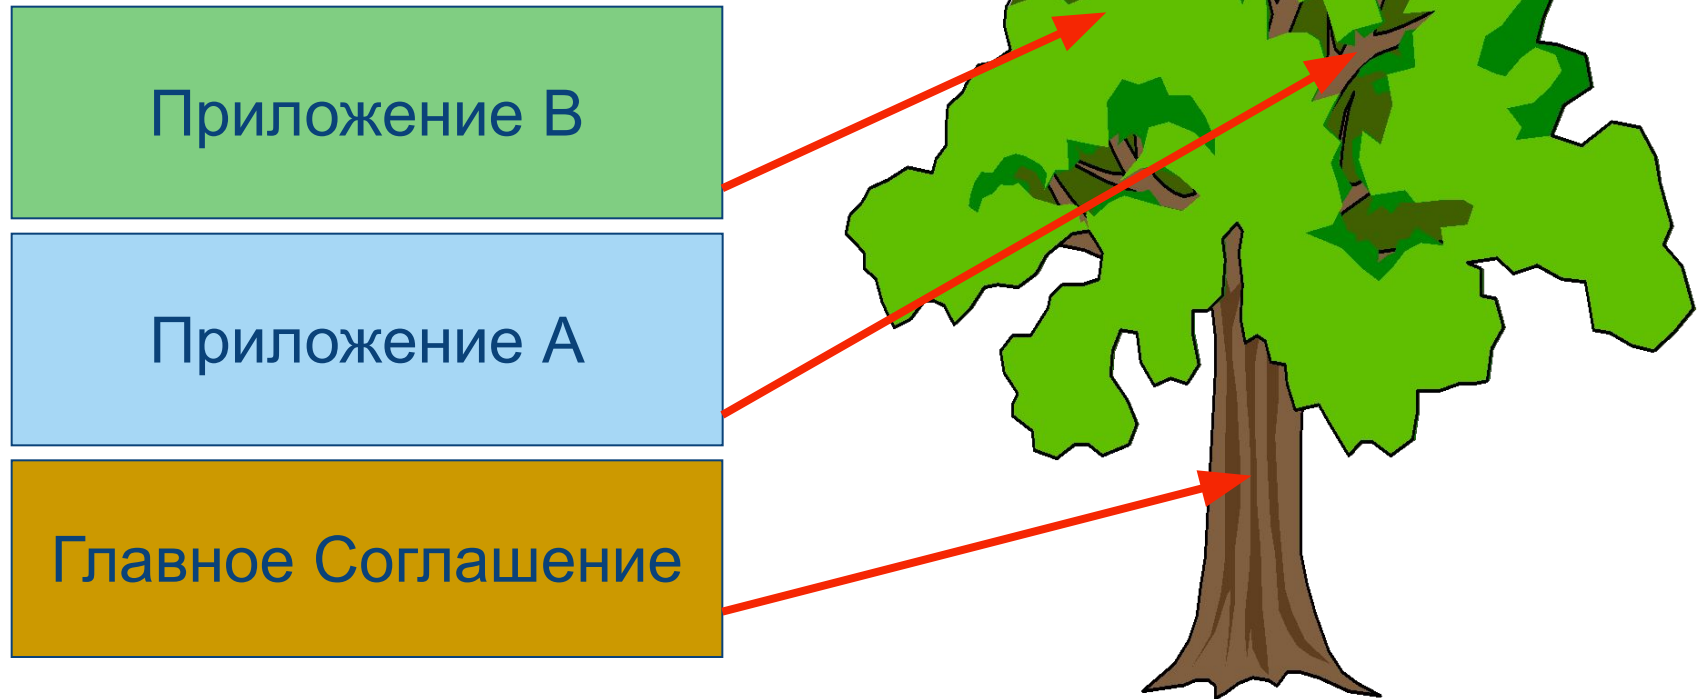 Приложение В
Приложение А
Главное Соглашение